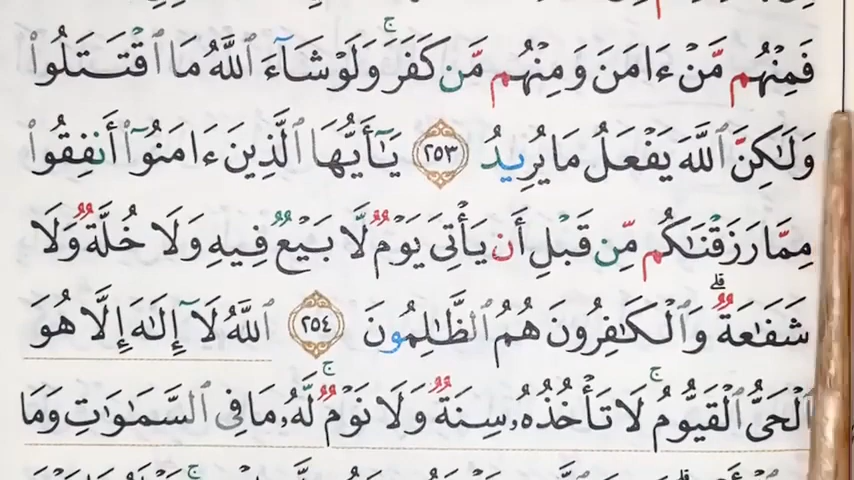 فَمِنْهُم مَّنْ ءَامَنَ وَمِنْهُم مَّن كَفَرَ ۚ وَلَوْ شَآءَ ٱللَّهُ مَا ٱقْتَتَلُوا۟
وَلَٰكِنَّ ٱللَّهَ يَفْعَلُ مَا يُرِيدُ ٢٥٣ يَٰٓأَيُّهَا ٱلَّذِينَ ءَامَنُوٓا۟ أَنفِقُوا۟
مِمَّا رَزَقْنَٰكُم مِّن قَبْلِ أَن يَأْتِىَ يَوْمٌ لَّا بَيْعٌ فِيهِ وَلَا خُلَّةٌ وَلَا
شَفَٰعَةٌ ۗ وَٱلْكَٰفِرُونَ هُمُ ٱلظَّٰلِمُونَ ٢٥٤ ٱللَّهُ لَآ إِلَٰهَ إِلَّا هُوَ
ٱلْحَىُّ ٱلْقَيُّومُ ۚ لَا تَأْخُذُهُۥ سِنَةٌ وَلَا نَوْمٌ ۚ لَّهُۥ مَا فِى ٱلسَّمَٰوَٰتِ وَمَا